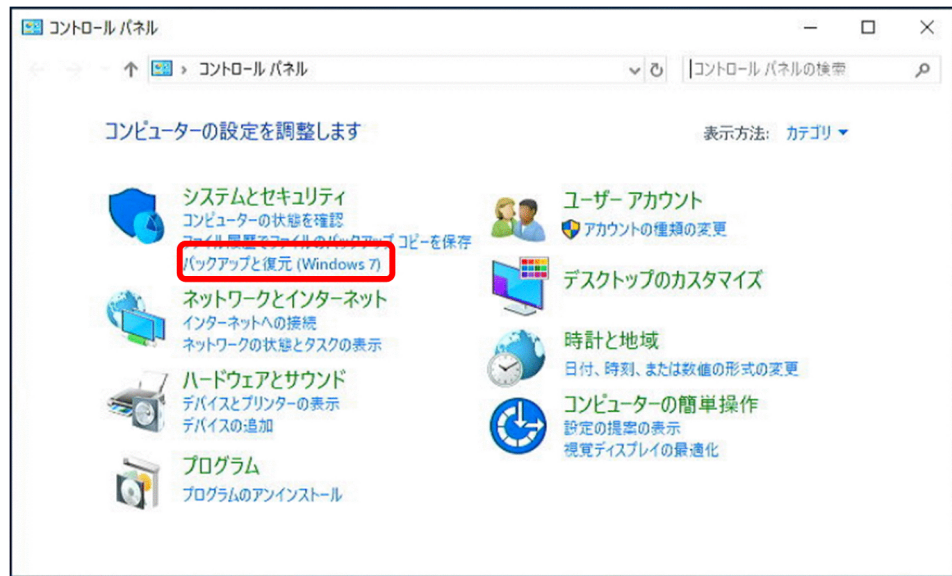 コントロール パネル
コントロール パネル
コントロール パネルの検索
コンピューターの設定を調整します
表示方法: カテゴリ
システムとセキュリティ
コンピューターの状態を確認
ファイル履歴でファイルのバックアップ コピーを保存
バックアップと復元 (Windows 7)
ネットワークとインターネット
インターネットへの接続
ネットワークの状態とタスクの表示
ハードウェアとサウンド
デバイスとプリンターの表示
デバイスの追加
プログラム
プログラムのアンインストール
ユーザー アカウント
アカウントの種類の変更
デスクトップのカスタマイズ
時計と地域
日付、時刻、または数値の形式の変更
コンピューターの簡単操作
設定の提案の表示
視覚ディスプレイの最適化